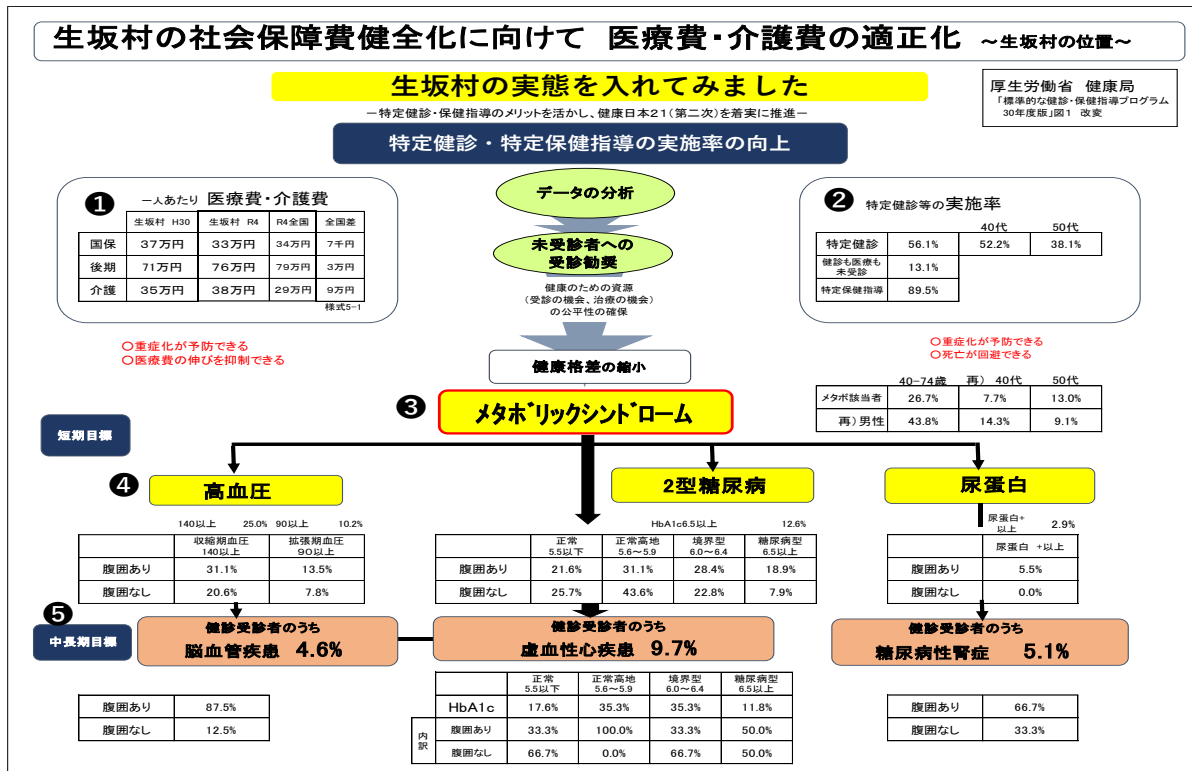 生坂村の社会保障費健全化に向けて 医療費・介護費の適正化 ～生坂村の位置～
生坂村の実態を入れてみました
－特定健診・保健指導のメリットを活かし、健康日本21(第二次)を着実に推進－
厚生労働省 健康局
「標準的な健診・保健指導プログラム
30年度版」図1 改変
特定健診・特定保健指導の実施率の向上
❶ 一人あたり 医療費・介護費
生坂村 H30 生坂村 R4 R4全国 全国差
国保 37万円 33万円 34万円 7千円
後期 71万円 76万円 79万円 3万円
介護 35万円 38万円 29万円 9万円
様式5-1
〇重症化が予防できる
〇医療費の伸びを抑制できる
データの分析
未受診者への
受診勧奨
健康のための資源
(受診の機会、治療の機会)
の公平性の確保
健康格差の縮小
❷ 特定健診等の実施率
40代 50代
特定健診 56.1% 52.2% 38.1%
健診も医療も
未受診
13.1%
特定保健指導 89.5%
〇重症化が予防できる
〇死亡が回避できる
❸ メタボリックシンドローム
40-74歳 再) 40代 50代
メタボ該当者 26.7% 7.7% 13.0%
再)男性 43.8% 14.3% 9.1%
短期目標
❹ 高血圧
2型糖尿病
尿蛋白
140以上 25.0% 90以上 10.2%
収縮期血圧
140以上
拡張期血圧
90以上
腹囲あり 31.1% 13.5%
腹囲なし 20.6% 7.8%
HbA1c6.5以上 12.6%
正常
5.5以下
正常高地
5.6～5.9
境界型
6.0～6.4
糖尿病型
6.5以上
腹囲あり 21.6% 31.1% 28.4% 18.9%
腹囲なし 25.7% 43.6% 22.8% 7.9%
尿蛋白+
以上
2.9%
尿蛋白 +以上
腹囲あり 5.5%
腹囲なし 0.0%
❺
中長期目標
健診受診者のうち
脳血管疾患 4.6%
健診受診者のうち
虚血性心疾患 9.7%
健診受診者のうち
糖尿病性腎症 5.1%
腹囲あり 87.5%
腹囲なし 12.5%
正常
5.5以下
正常高地
5.6～5.9
境界型
6.0～6.4
糖尿病型
6.5以上
HbA1c 17.6% 35.3% 35.3% 11.8%
内訳
腹囲あり 33.3% 100.0% 33.3% 50.0%
腹囲なし 66.7% 0.0% 66.7% 50.0%
腹囲あり 66.7%
腹囲なし 33.3%